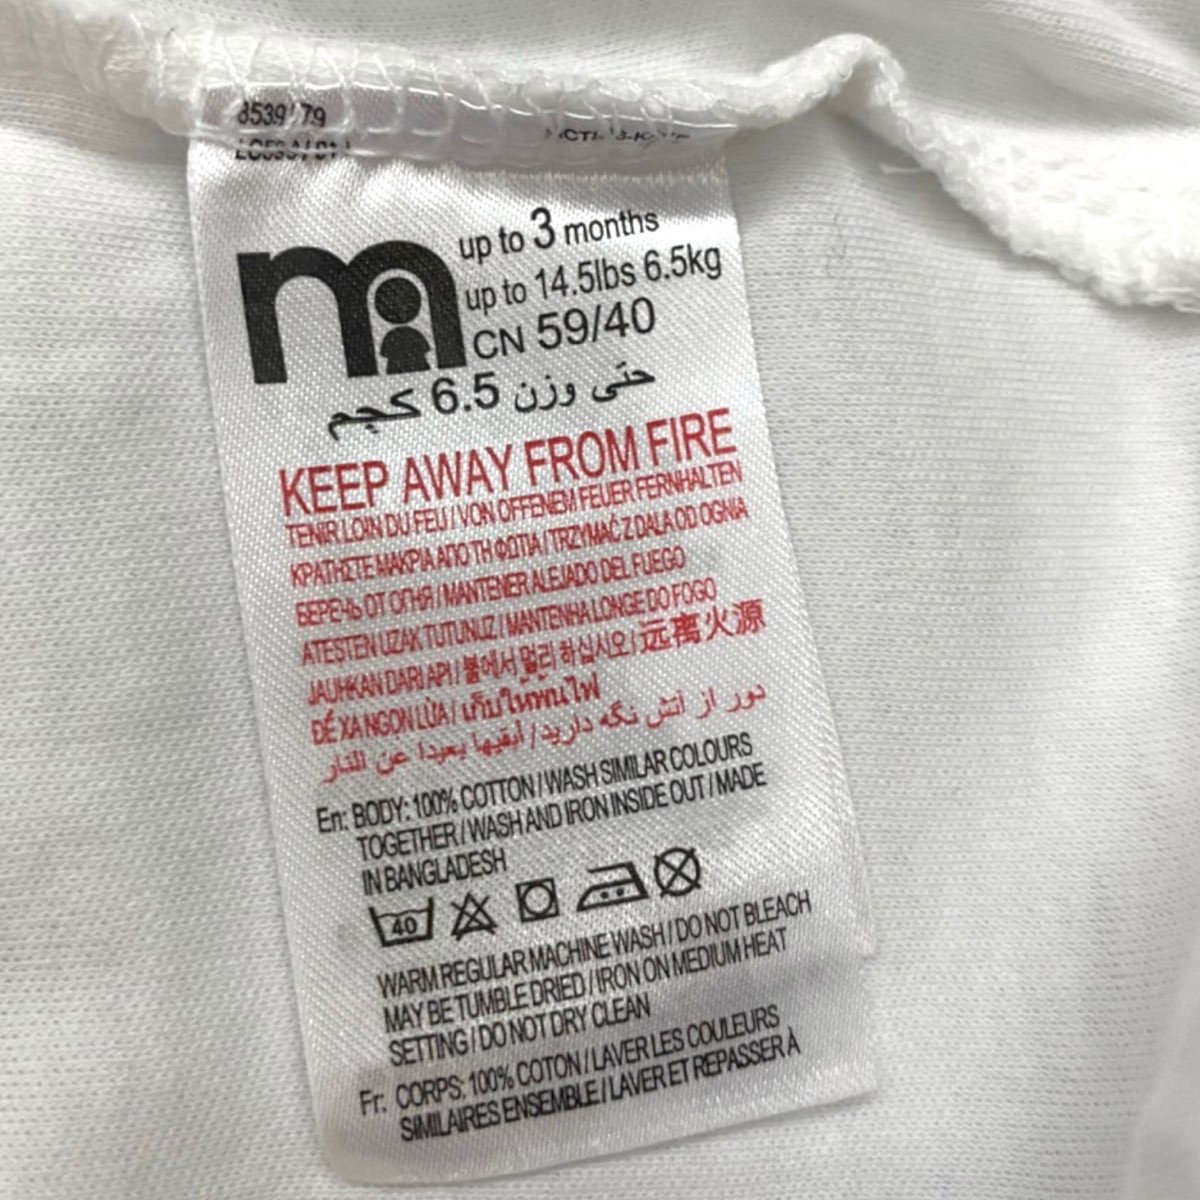 up to 3 months
up to 14.5lbs 6.5kg
CN 59/40
حتى وزن 6.5 كجم
KEEP AWAY FROM FIRE
TENIR LOIN DU FEU / VON OFFENEM FEUER FERNHALTEN
ΚΡΑΤΗΣΤΕ ΜΑΚΡΙΑ ΑΠΟ ΤΗ ΦΩΤΙΑ / TRZYMAĆ Z DALA OD OGNIA
БЕРЕЧЬ ОТ ОГНЯ / MANTENER ALEJADO DEL FUEGO
ATESTEN UZAK TUTUNUZ / MANTENHA LONGE DO FOGO
JAUHKAN DARI API / 불에서 멀리 하십시오 / 远离火源
ĐỂ XA NGỌN LỬA / เก็บให้พ้นไฟ
دور از آتش نگه دارید / أبقيها بعيدا عن النار
En: BODY: 100% COTTON / WASH SIMILAR COLOURS
TOGETHER / WASH AND IRON INSIDE OUT / MADE
IN BANGLADESH
40
WARM REGULAR MACHINE WASH / DO NOT BLEACH
MAY BE TUMBLE DRIED / IRON ON MEDIUM HEAT
SETTING / DO NOT DRY CLEAN
Fr: CORPS: 100% COTON / LAVER LES COULEURS
SIMILAIRES ENSEMBLE / LAVER ET REPASSER À